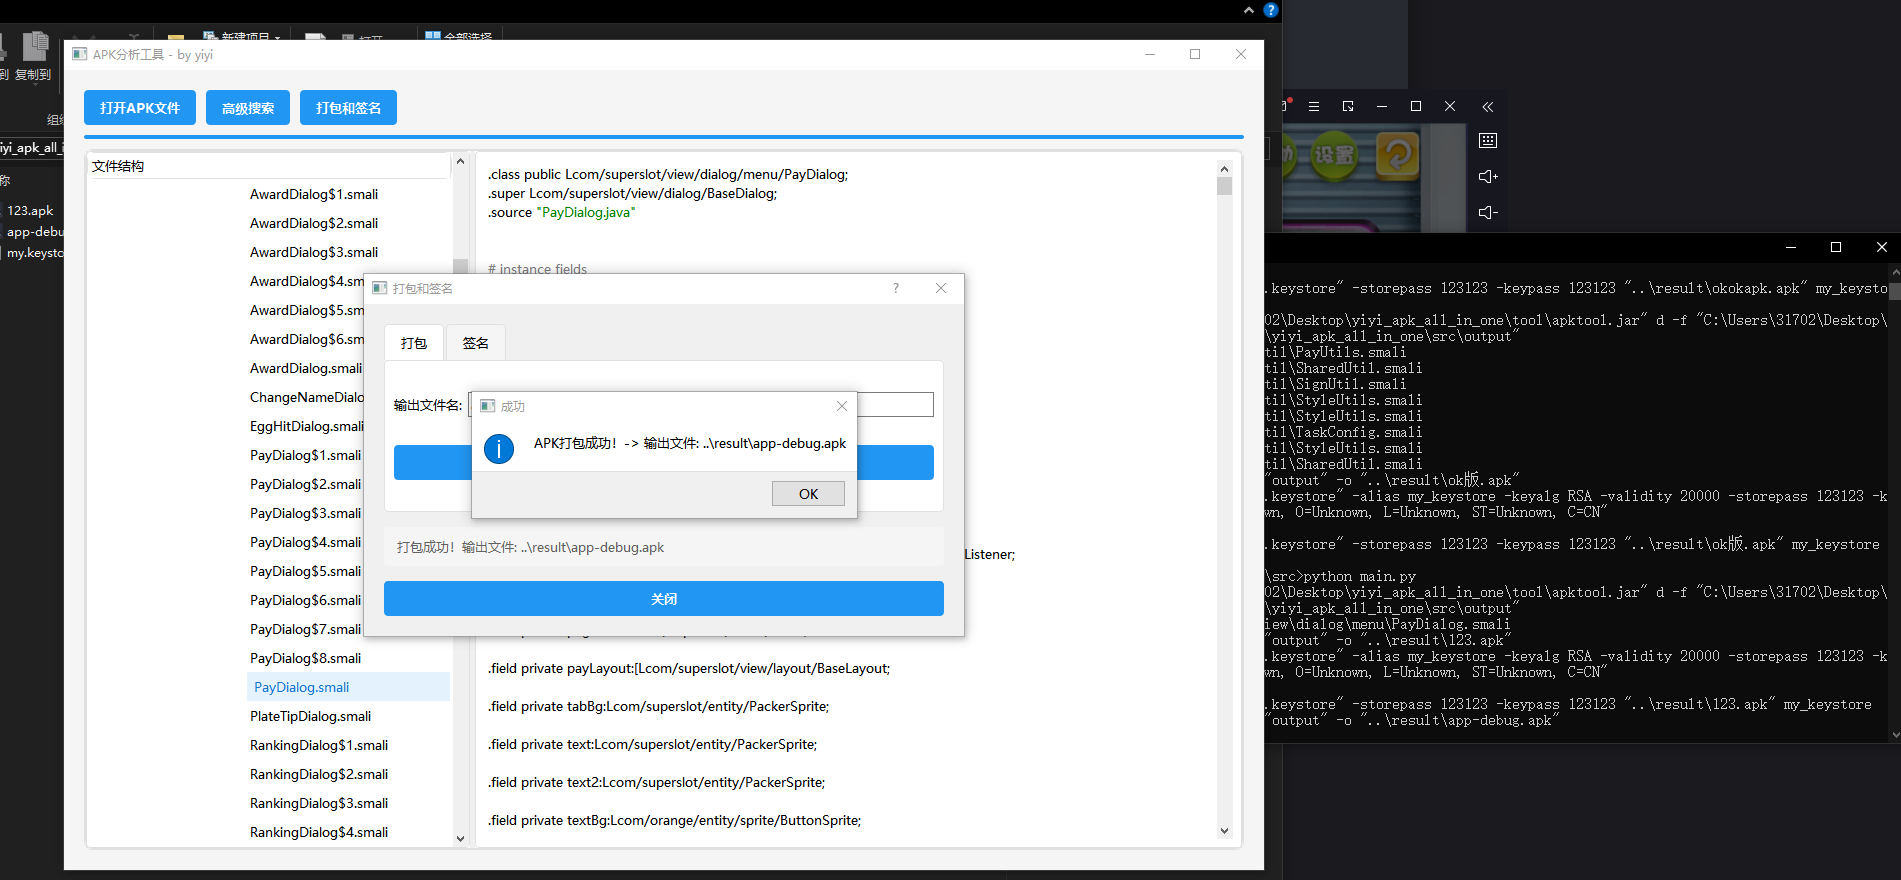 新建项目
打开
全部选择
到
复制到
组织
yi_apk_all_i
称
123.apk
app-debu
my.keysto
APK分析工具 - by yiyi
打开APK文件
高级搜索
打包和签名
文件结构
AwardDialog$1.smali
AwardDialog$2.smali
AwardDialog$3.smali
AwardDialog$4.sm
AwardDialog$5.sm
AwardDialog$6.sm
AwardDialog.smali
ChangeNameDialo
EggHitDialog.smali
PayDialog$1.smali
PayDialog$2.smali
PayDialog$3.smali
PayDialog$4.smali
PayDialog$5.smali
PayDialog$6.smali
PayDialog$7.smali
PayDialog$8.smali
PayDialog.smali
PlateTipDialog.smali
RankingDialog$1.smali
RankingDialog$2.smali
RankingDialog$3.smali
RankingDialog$4.smali
.class public Lcom/superslot/view/dialog/menu/PayDialog;
.super Lcom/superslot/view/dialog/BaseDialog;
.source "PayDialog.java"
# instance fields
Listener;
.field private payLayout:[Lcom/superslot/view/layout/BaseLayout;
.field private tabBg:Lcom/superslot/entity/PackerSprite;
.field private text:Lcom/superslot/entity/PackerSprite;
.field private text2:Lcom/superslot/entity/PackerSprite;
.field private textBg:Lcom/orange/entity/sprite/ButtonSprite;
打包和签名
?
打包
签名
输出文件名:
打包成功！输出文件: ..\result\app-debug.apk
关闭
成功
APK打包成功！-> 输出文件: ..\result\app-debug.apk
OK
设置
.keystore" -storepass 123123 -keypass 123123 "..\result\okokapk.apk" my_keysto
02\Desktop\yiyi_apk_all_in_one\tool\apktool.jar" d -f "C:\Users\31702\Desktop\
\yiyi_apk_all_in_one\src\output"
til\PayUtils.smali
til\SharedUtil.smali
til\SignUtil.smali
til\StyleUtils.smali
til\StyleUtils.smali
til\TaskConfig.smali
til\StyleUtils.smali
til\SharedUtil.smali
"output" -o "..\result\ok版.apk"
.keystore" -alias my_keystore -keyalg RSA -validity 20000 -storepass 123123 -k
wn, O=Unknown, L=Unknown, ST=Unknown, C=CN"
.keystore" -storepass 123123 -keypass 123123 "..\result\ok版.apk" my_keystore
\src>python main.py
02\Desktop\yiyi_apk_all_in_one\tool\apktool.jar" d -f "C:\Users\31702\Desktop\
\yiyi_apk_all_in_one\src\output"
iew\dialog\menu\PayDialog.smali
"output" -o "..\result\123.apk"
.keystore" -alias my_keystore -keyalg RSA -validity 20000 -storepass 123123 -k
wn, O=Unknown, L=Unknown, ST=Unknown, C=CN"
.keystore" -storepass 123123 -keypass 123123 "..\result\123.apk" my_keystore
"output" -o "..\result\app-debug.apk"